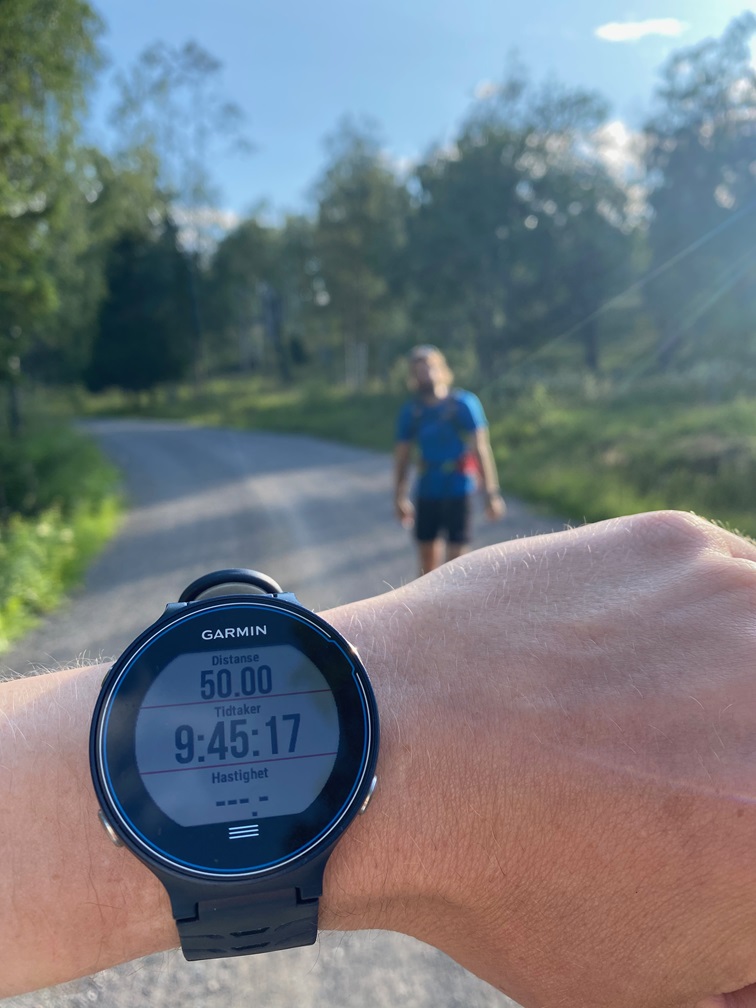 GARMIN
Distanse
50.00
Tidtaker
9:45:17
Hastighet
--- -